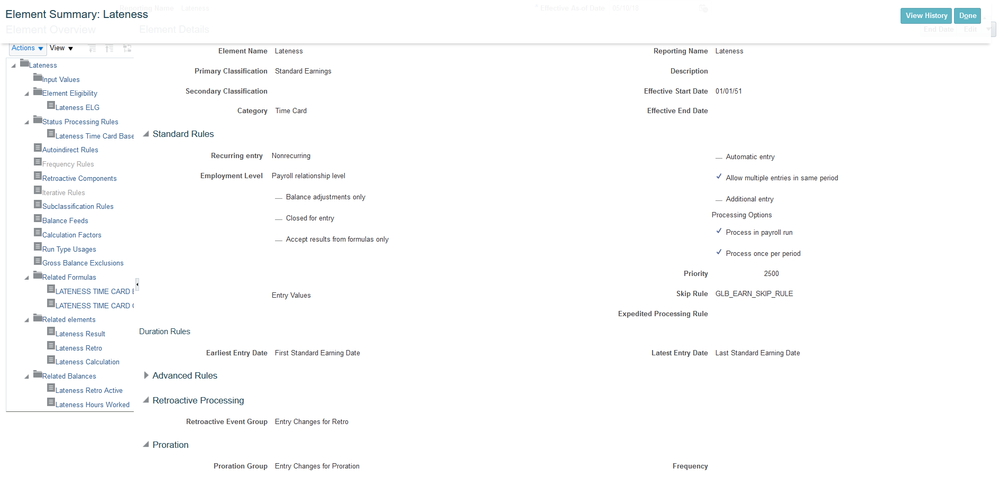 Reporting Name Lateness * Effective As-of Date 05/10/18
Element Summary: Lateness
View History Done
Element Overview Element Details
End Date Edit
Actions View
Lateness
Input Values
Element Eligibility
Lateness ELG
Status Processing Rules
Lateness Time Card Base
Autoindirect Rules
Frequency Rules
Retroactive Components
Iterative Rules
Subclassification Rules
Balance Feeds
Calculation Factors
Run Type Usages
Gross Balance Exclusions
Related Formulas
LATENESS TIME CARD
LATENESS TIME CARD
Related elements
Lateness Result
Lateness Retro
Lateness Calculation
Related Balances
Lateness Retro Active
Lateness Hours Worked
Element Name Lateness
Reporting Name Lateness
Primary Classification Standard Earnings
Description
Secondary Classification
Effective Start Date 01/01/51
Category Time Card
Effective End Date
Standard Rules
Recurring entry Nonrecurring
Automatic entry
Employment Level Payroll relationship level
Allow multiple entries in same period
Balance adjustments only
Additional entry
Processing Options
Closed for entry
Process in payroll run
Accept results from formulas only
Process once per period
Priority 2500
Entry Values
Skip Rule GLB_EARN_SKIP_RULE
Expedited Processing Rule
Duration Rules
Earliest Entry Date First Standard Earning Date
Latest Entry Date Last Standard Earning Date
Advanced Rules
Retroactive Processing
Retroactive Event Group Entry Changes for Retro
Proration
Proration Group Entry Changes for Proration
Frequency